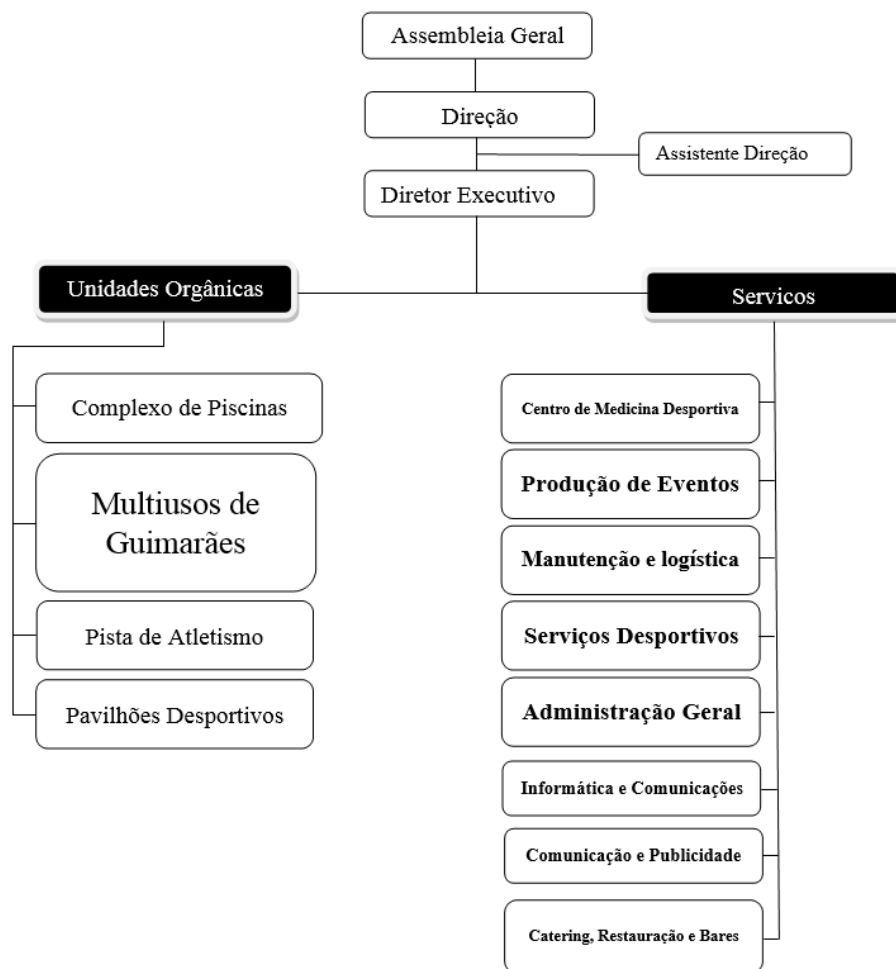 Assembleia Geral
Direção
Assistente Direção
Diretor Executivo
Unidades Orgânicas
Servicos
Complexo de Piscinas
Multiusos de
Guimarães
Pista de Atletismo
Pavilhões Desportivos
Centro de Medicina Desportiva
Produção de Eventos
Manutenção e logística
Serviços Desportivos
Administração Geral
Informática e Comunicações
Comunicação e Publicidade
Catering, Restauração e Bares